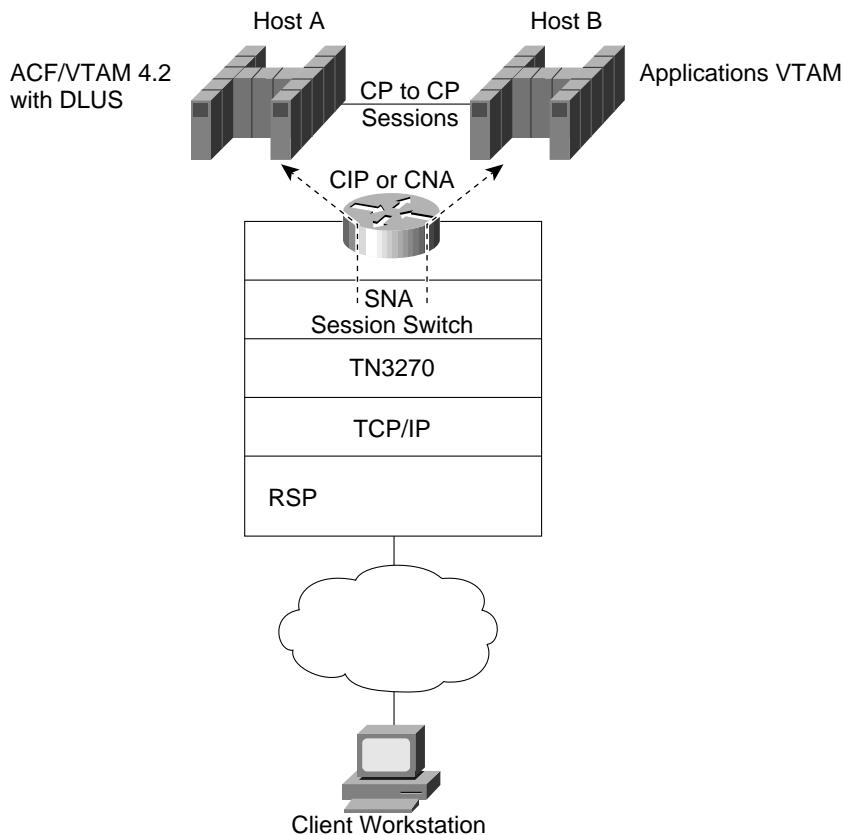 Host A
Host B
ACF/VTAM 4.2
with DLUS
CP to CP
Sessions
Applications VTAM
CIP or CNA
SNA
Session Switch
TN3270
TCP/IP
RSP
Client Workstation